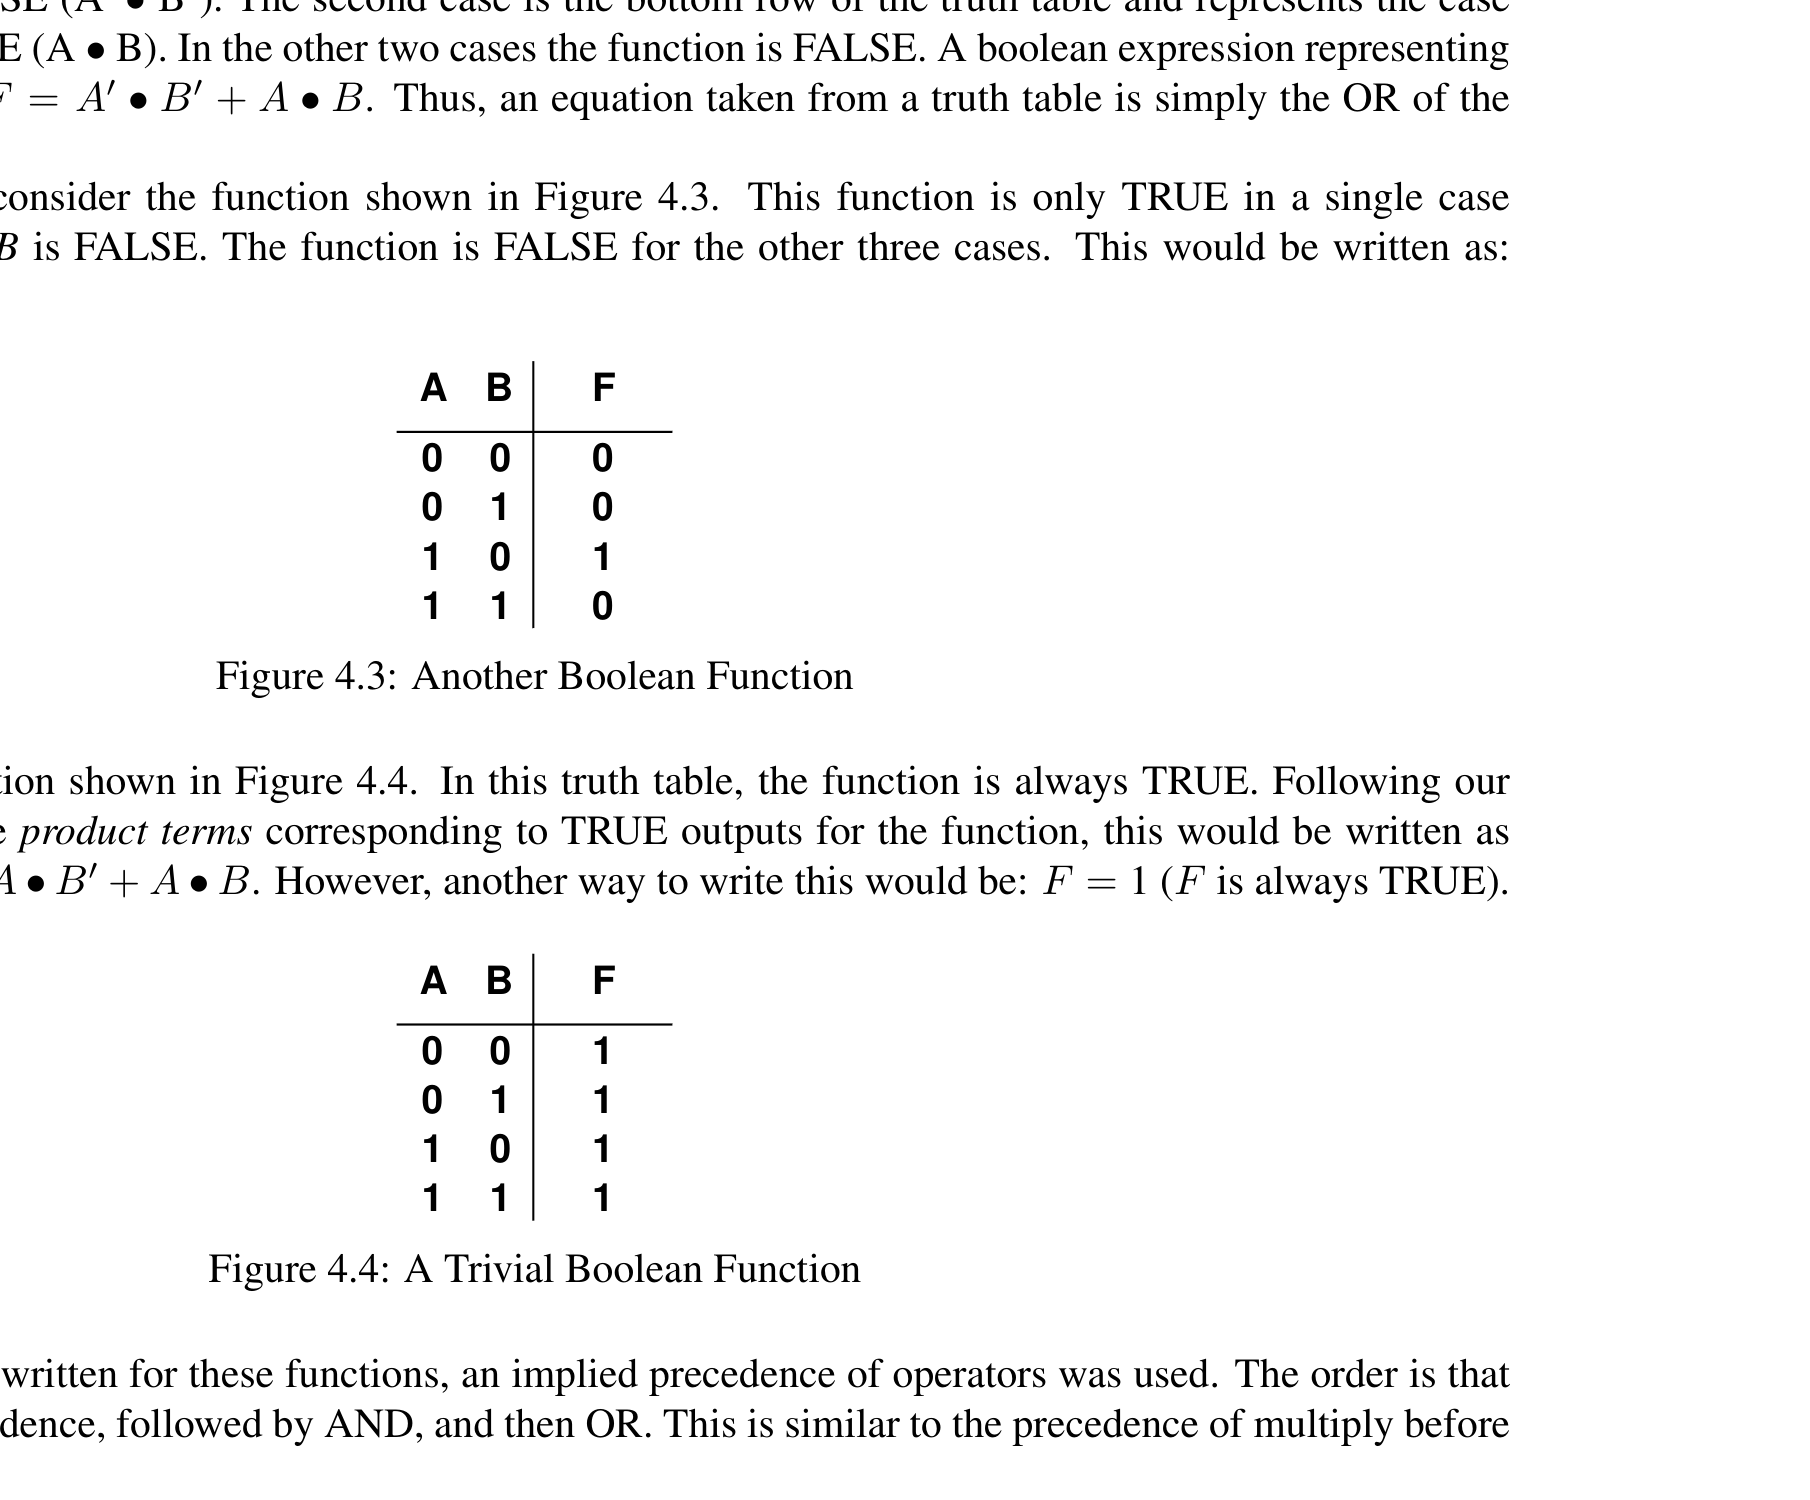 SE (A′ • B′). The second case is the bottom row of the truth table and represents the case
E (A • B). In the other two cases the function is FALSE. A boolean expression representing
F = A′ • B′ + A • B. Thus, an equation taken from a truth table is simply the OR of the
consider the function shown in Figure 4.3. This function is only TRUE in a single case
B is FALSE. The function is FALSE for the other three cases. This would be written as:
A B F
0 0 0
0 1 0
1 0 1
1 1 0
Figure 4.3: Another Boolean Function
tion shown in Figure 4.4. In this truth table, the function is always TRUE. Following our
product terms corresponding to TRUE outputs for the function, this would be written as
A • B′ + A • B. However, another way to write this would be: F = 1 (F is always TRUE).
A B F
0 0 1
0 1 1
1 0 1
1 1 1
Figure 4.4: A Trivial Boolean Function
written for these functions, an implied precedence of operators was used. The order is that
dence, followed by AND, and then OR. This is similar to the precedence of multiply before